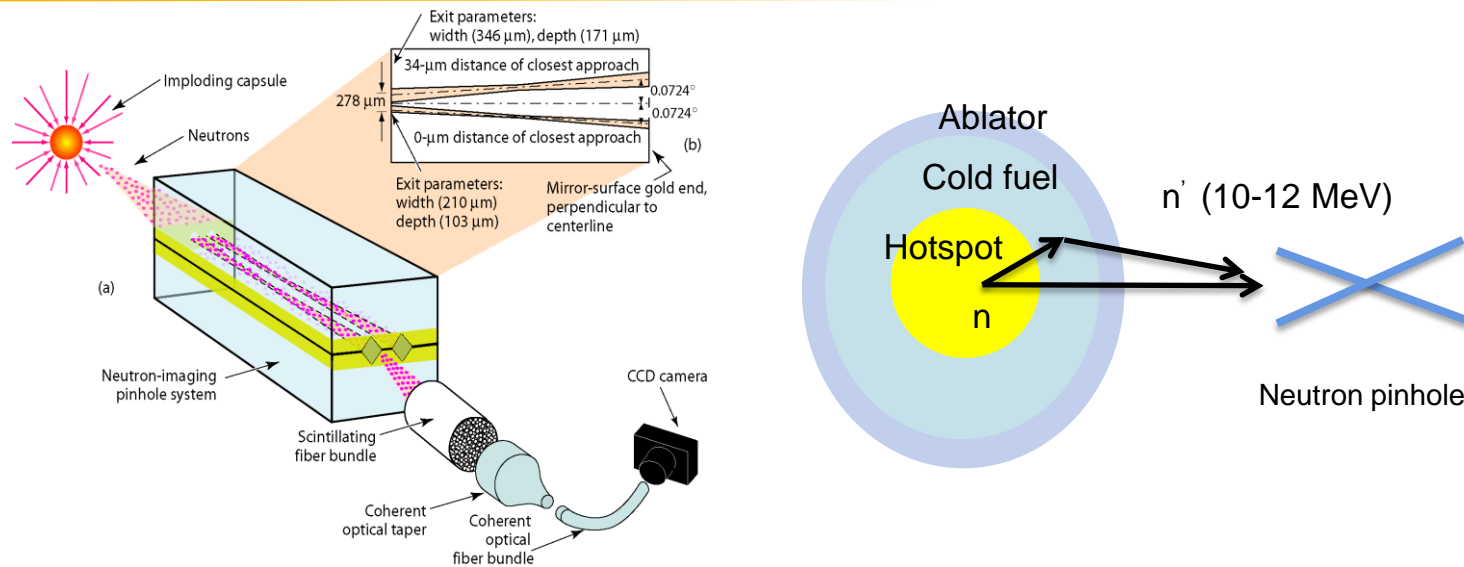 Exit parameters:
width (346 µm), depth (171 µm)
34-µm distance of closest approach
Imploding capsule
0.0724°
278 µm
0.0724°
Neutrons
0-µm distance of closest approach
(b)
Exit parameters:
width (210 µm)
depth (103 µm)
Mirror-surface gold end,
perpendicular to
centerline
(a)
Neutron-imaging
pinhole system
CCD camera
Scintillating
fiber bundle
Coherent
optical taper
Coherent
optical
fiber bundle
Ablator
Cold fuel
n’ (10-12 MeV)
Hotspot
n
Neutron pinhole